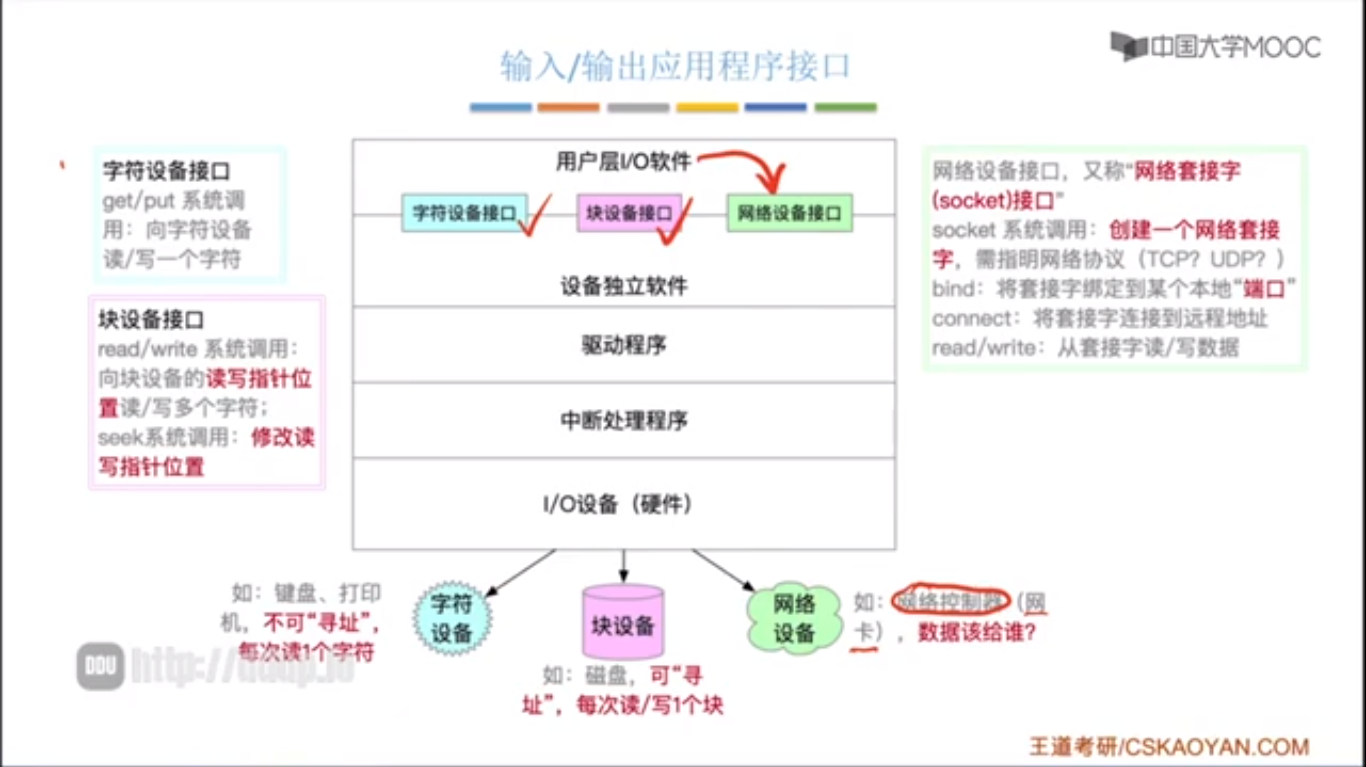 中国大学MOOC
输入/输出应用程序接口
字符设备接口
get/put 系统调
用：向字符设备
读/写一个字符
块设备接口
read/write 系统调用：
向块设备的读写指针位
置读/写多个字符；
seek系统调用：修改读
写指针位置
用户层I/O软件
字符设备接口
块设备接口
网络设备接口
设备独立软件
驱动程序
中断处理程序
I/O设备（硬件）
网络设备接口，又称“网络套接字
(socket)接口”
socket 系统调用：创建一个网络套接
字，需指明网络协议（TCP？UDP？）
bind：将套接字绑定到某个本地“端口”
connect：将套接字连接到远程地址
read/write：从套接字读/写数据
如：键盘、打印
机，不可“寻址”，
每次读1个字符
字符
设备
块设备
如：磁盘，可“寻
址”，每次读/写1个块
网络
设备
如：网络控制器（网
卡），数据该给谁？
DDU
王道考研/CSKAOYAN.COM